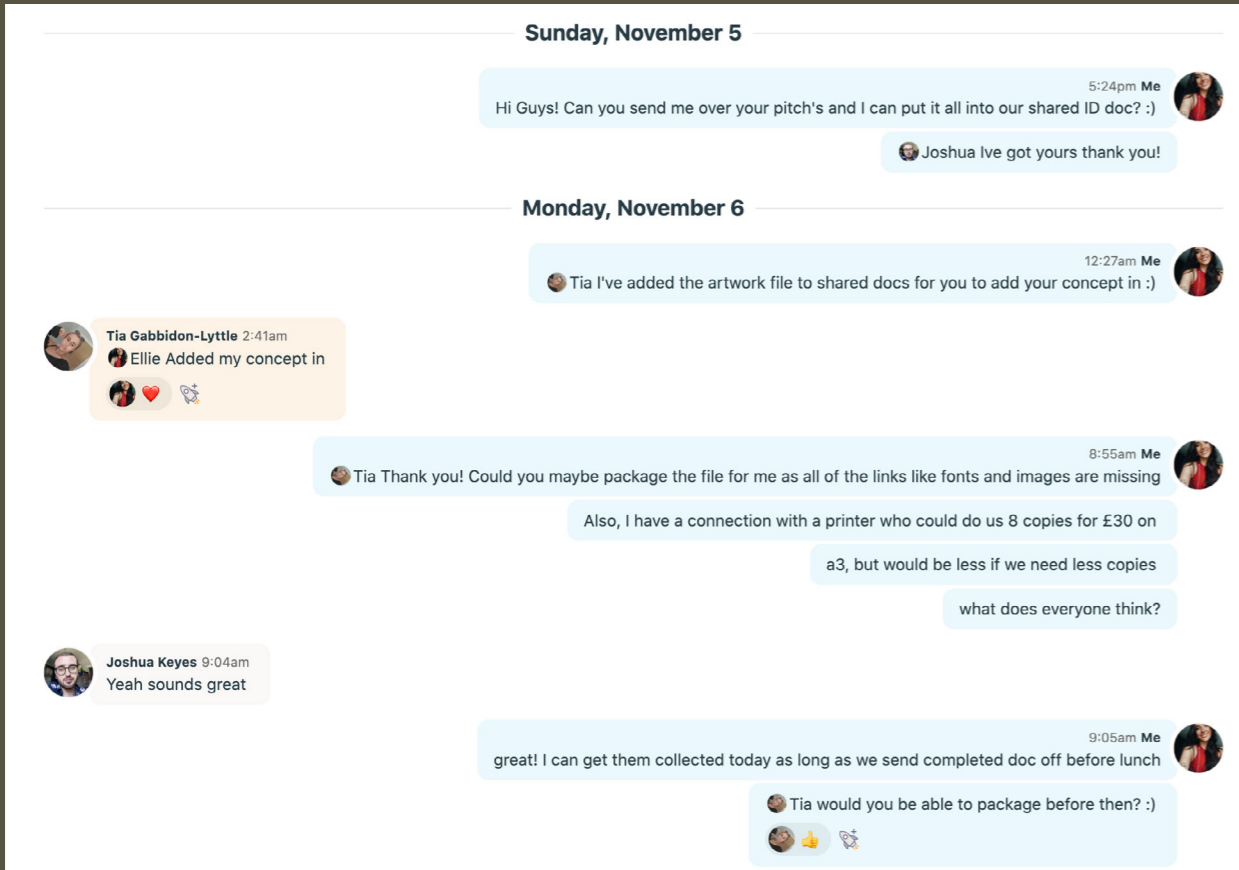 Sunday, November 5
5:24pm Me
Hi Guys! Can you send me over your pitch's and I can put it all into our shared ID doc? :)
Joshua Ive got yours thank you!
Monday, November 6
12:27am Me
Tia I've added the artwork file to shared docs for you to add your concept in :)
Tia Gabbidon-Lyttle 2:41am
Ellie Added my concept in
8:55am Me
Tia Thank you! Could you maybe package the file for me as all of the links like fonts and images are missing
Also, I have a connection with a printer who could do us 8 copies for £30 on
a3, but would be less if we need less copies
what does everyone think?
Joshua Keyes 9:04am
Yeah sounds great
9:05am Me
great! I can get them collected today as long as we send completed doc off before lunch
Tia would you be able to package before then? :)